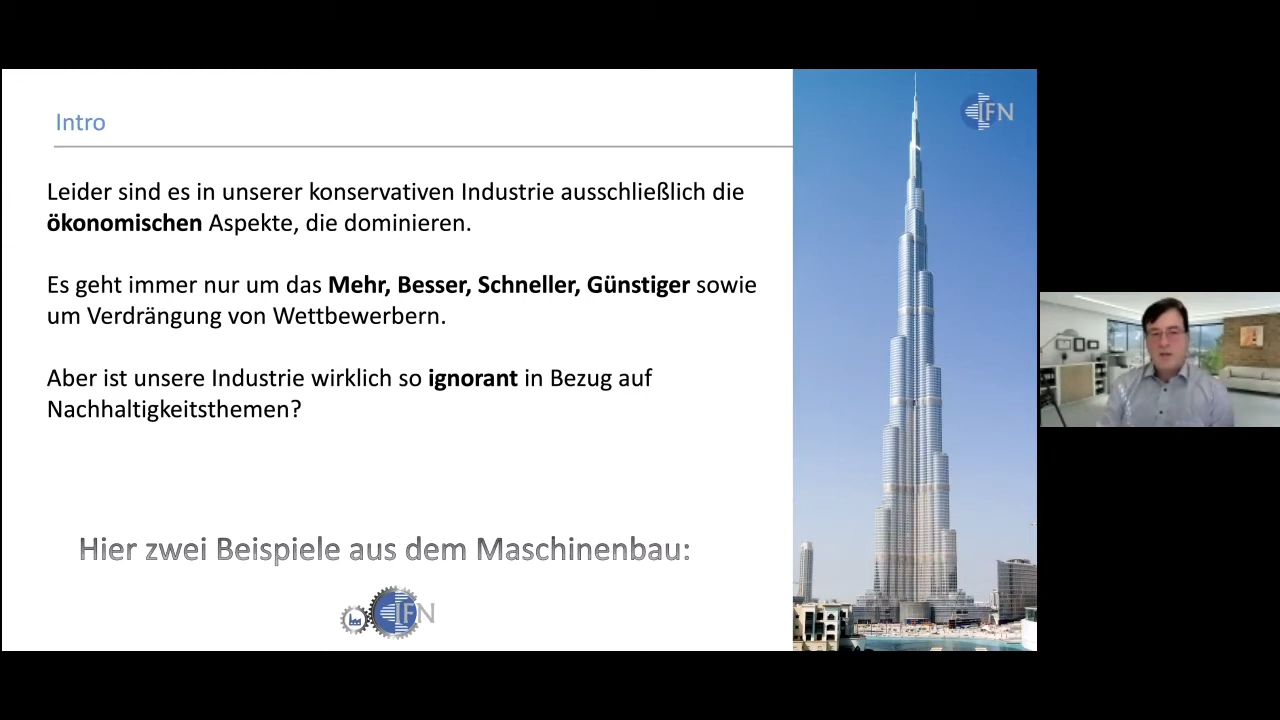 Intro
IFN
Leider sind es in unserer konservativen Industrie ausschließlich die
ökonomischen Aspekte, die dominieren.
Es geht immer nur um das Mehr, Besser, Schneller, Günstiger sowie
um Verdrängung von Wettbewerbern.
Aber ist unsere Industrie wirklich so ignorant in Bezug auf
Nachhaltigkeitsthemen?
Hier zwei Beispiele aus dem Maschinenbau:
IFN